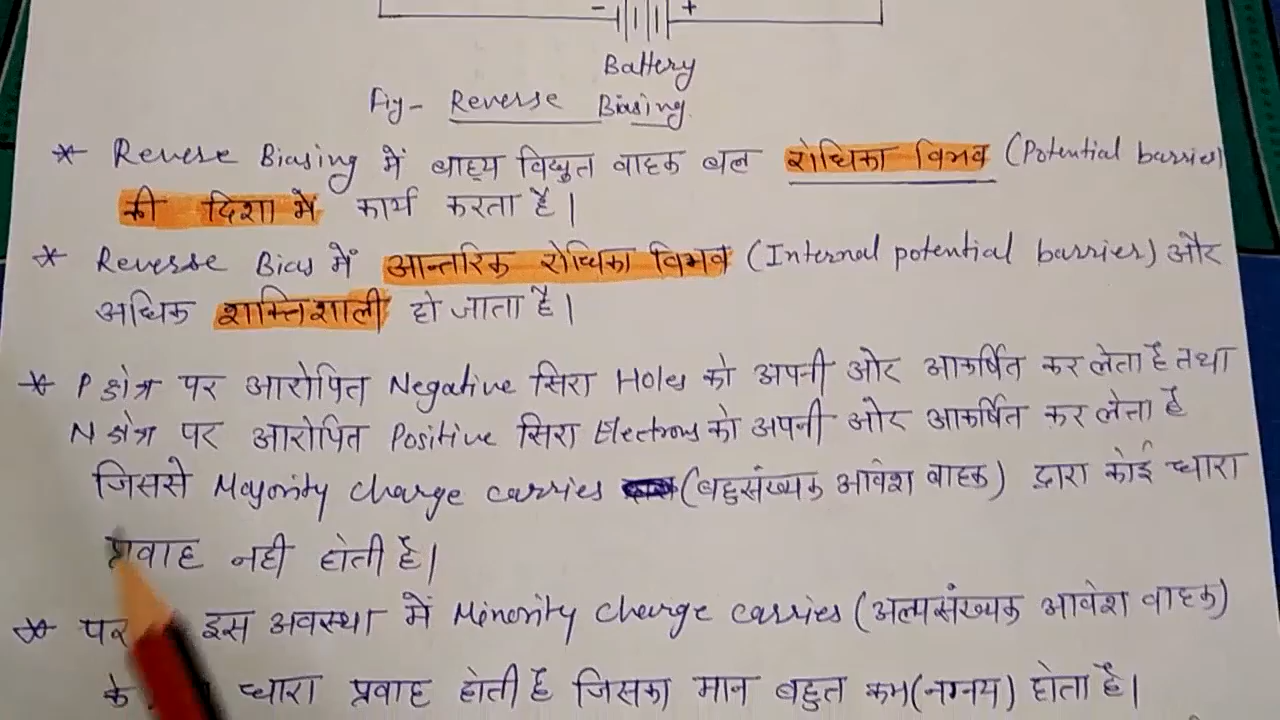 - +
Battery
Fig- Reverse Biasing
* Reverse Biasing में बाह्य विद्युत वाहक बल रोधिका विभव (Potential barrier)
की दिशा में कार्य करता है।
* Reverse Bias में आन्तरिक रोधिका विभव (Internal potential barries) और
अधिक शक्तिशाली हो जाता है।
* P क्षेत्र पर आरोपित Negative सिरा Holes को अपनी ओर आकर्षित कर लेता है तथा
N क्षेत्र पर आरोपित Positive सिरा Electrons को अपनी ओर आकर्षित कर लेता है
जिससे Majority charge carries (बहुसंख्यक आवेश वाहक) द्वारा कोई धारा
प्रवाह नही होती है।
* इस अवस्था में Minority charge carries (अल्पसंख्यक आवेश वाहक)
के धारा प्रवाह होती है जिसका मान बहुत कम(नगन्य) होता है।